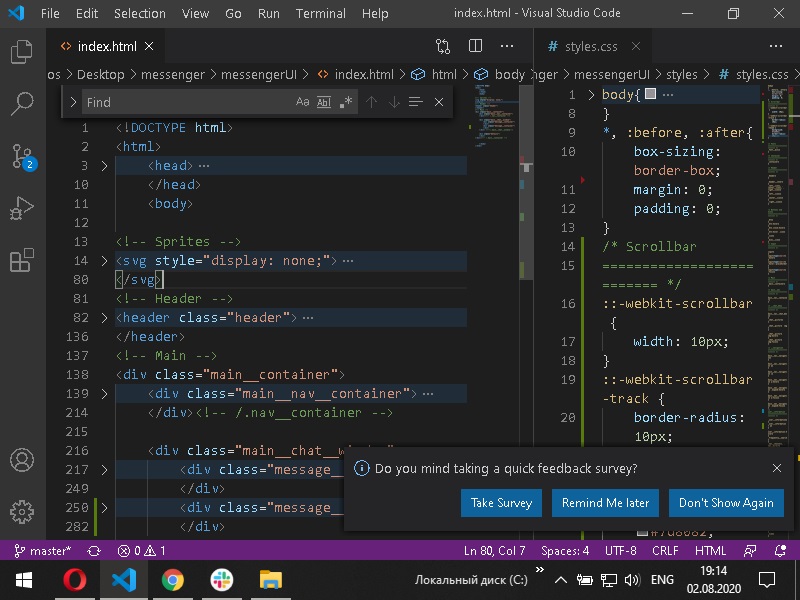 File Edit Selection View Go Run Terminal Help index.html - Visual Studio Code
index.html
os > Desktop > messenger > messengerUI > index.html > html > body
Find
Aa Abl .*
1 <!DOCTYPE html>
2 <html>
3 <head> ...
10 </head>
11 <body>
12
13 <!-- Sprites -->
14 <svg style="display: none;"> ...
80 </svg>
81 <!-- Header -->
82 <header class="header"> ...
136 </header>
137 <!-- Main -->
138 <div class="main__container">
139 <div class="main__nav__container"> ...
214 </div><!-- /.nav__container -->
215
216 <div class="main__chat__
217 <div class="message_
249 </div>
250 <div class="message_
282 </div>
# styles.css
nger > messengerUI > styles > # styles.css >
1 body{ ...
8 }
9 *, :before, :after{
10 box-sizing:
border-box;
11 margin: 0;
12 padding: 0;
13 }
14 /* Scrollbar
15 ===================
======= */
16 ::-webkit-scrollbar
{
17 width: 10px;
18 }
19 ::-webkit-scrollbar
-track {
20 border-radius:
10px;
Do you mind taking a quick feedback survey?
Take Survey Remind Me later Don't Show Again
2
master* 0 1 Ln 80, Col 7 Spaces: 4 UTF-8 CRLF HTML
Локальный диск (C:) ENG 19:14
02.08.2020